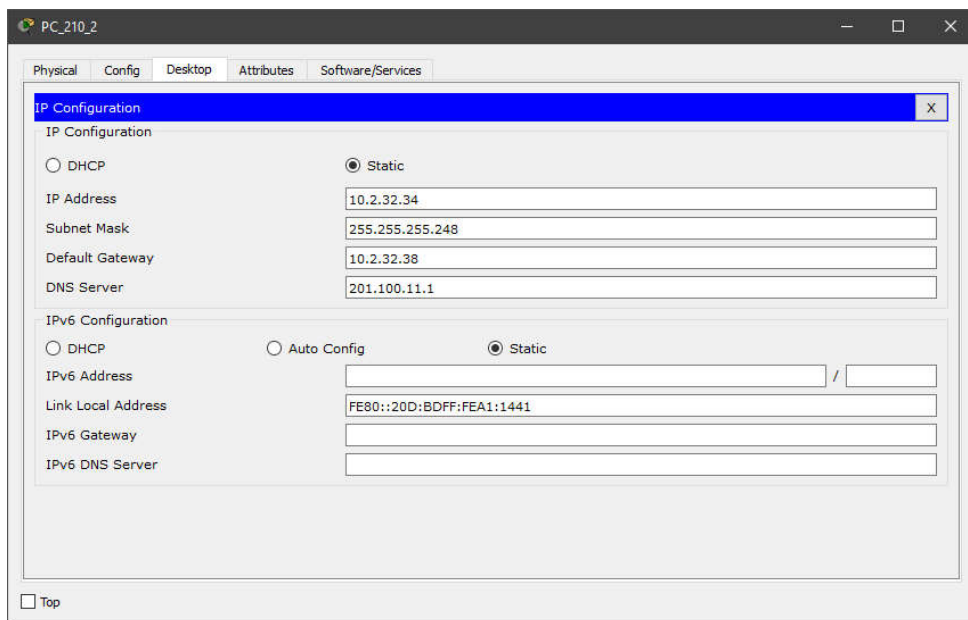 PC_210_2
Physical Config Desktop Attributes Software/Services
IP Configuration X
IP Configuration
DHCP Static
IP Address 10.2.32.34
Subnet Mask 255.255.255.248
Default Gateway 10.2.32.38
DNS Server 201.100.11.1
IPv6 Configuration
DHCP Auto Config Static
IPv6 Address /
Link Local Address FE80::20D:BDFF:FEA1:1441
IPv6 Gateway
IPv6 DNS Server
Top